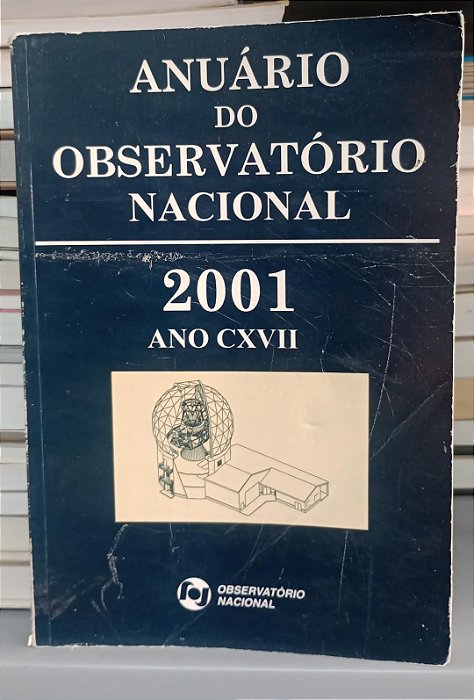 ANUÁRIO
DO
OBSERVATÓRIO
NACIONAL
2001
ANO CXVII
OBSERVATÓRIO
NACIONAL